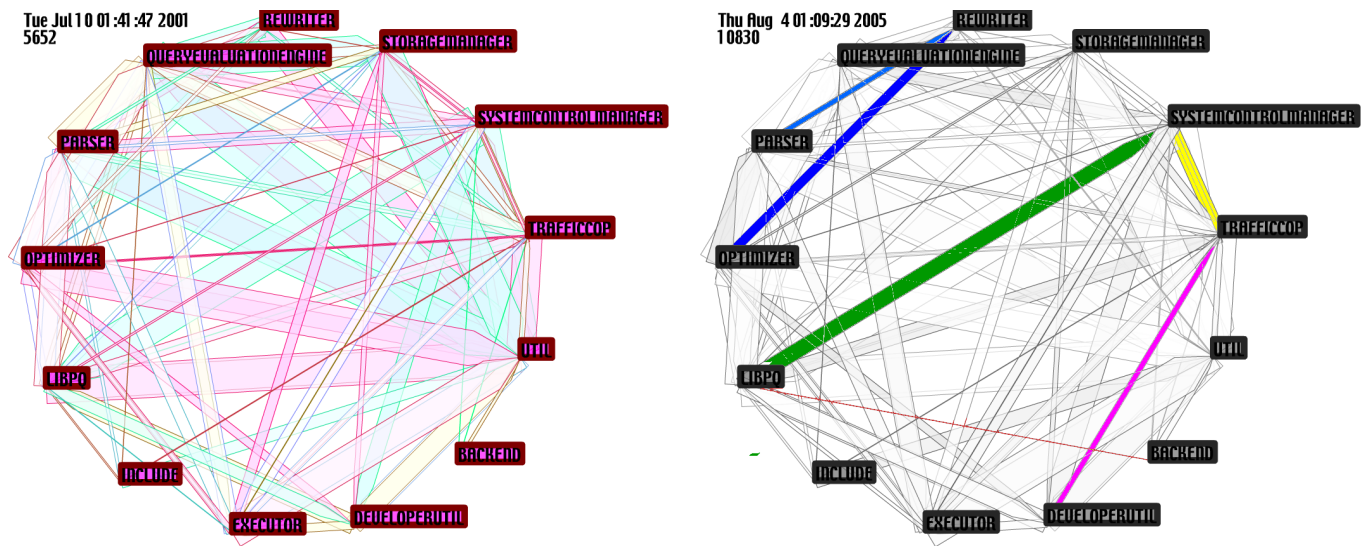 Tue Jul 10 01:41:47 2001
5652
REWRITER
STORAGEMANAGER
QUERYEVALUATIONENGINE
SYSTEMCONTROLMANAGER
PARSER
TRAFFICCOP
OPTIMIZER
UTIL
LIBPQ
BACKEND
INCLUDE
DEVELOPERUTIL
EXECUTOR
Thu Aug 4 01:09:29 2005
10830
REWRITER
STORAGEMANAGER
QUERYEVALUATIONENGINE
SYSTEMCONTROLMANAGER
PARSER
TRAFFICCOP
OPTIMIZER
UTIL
LIBPQ
BACKEND
INCLUDE
DEVELOPERUTIL
EXECUTOR